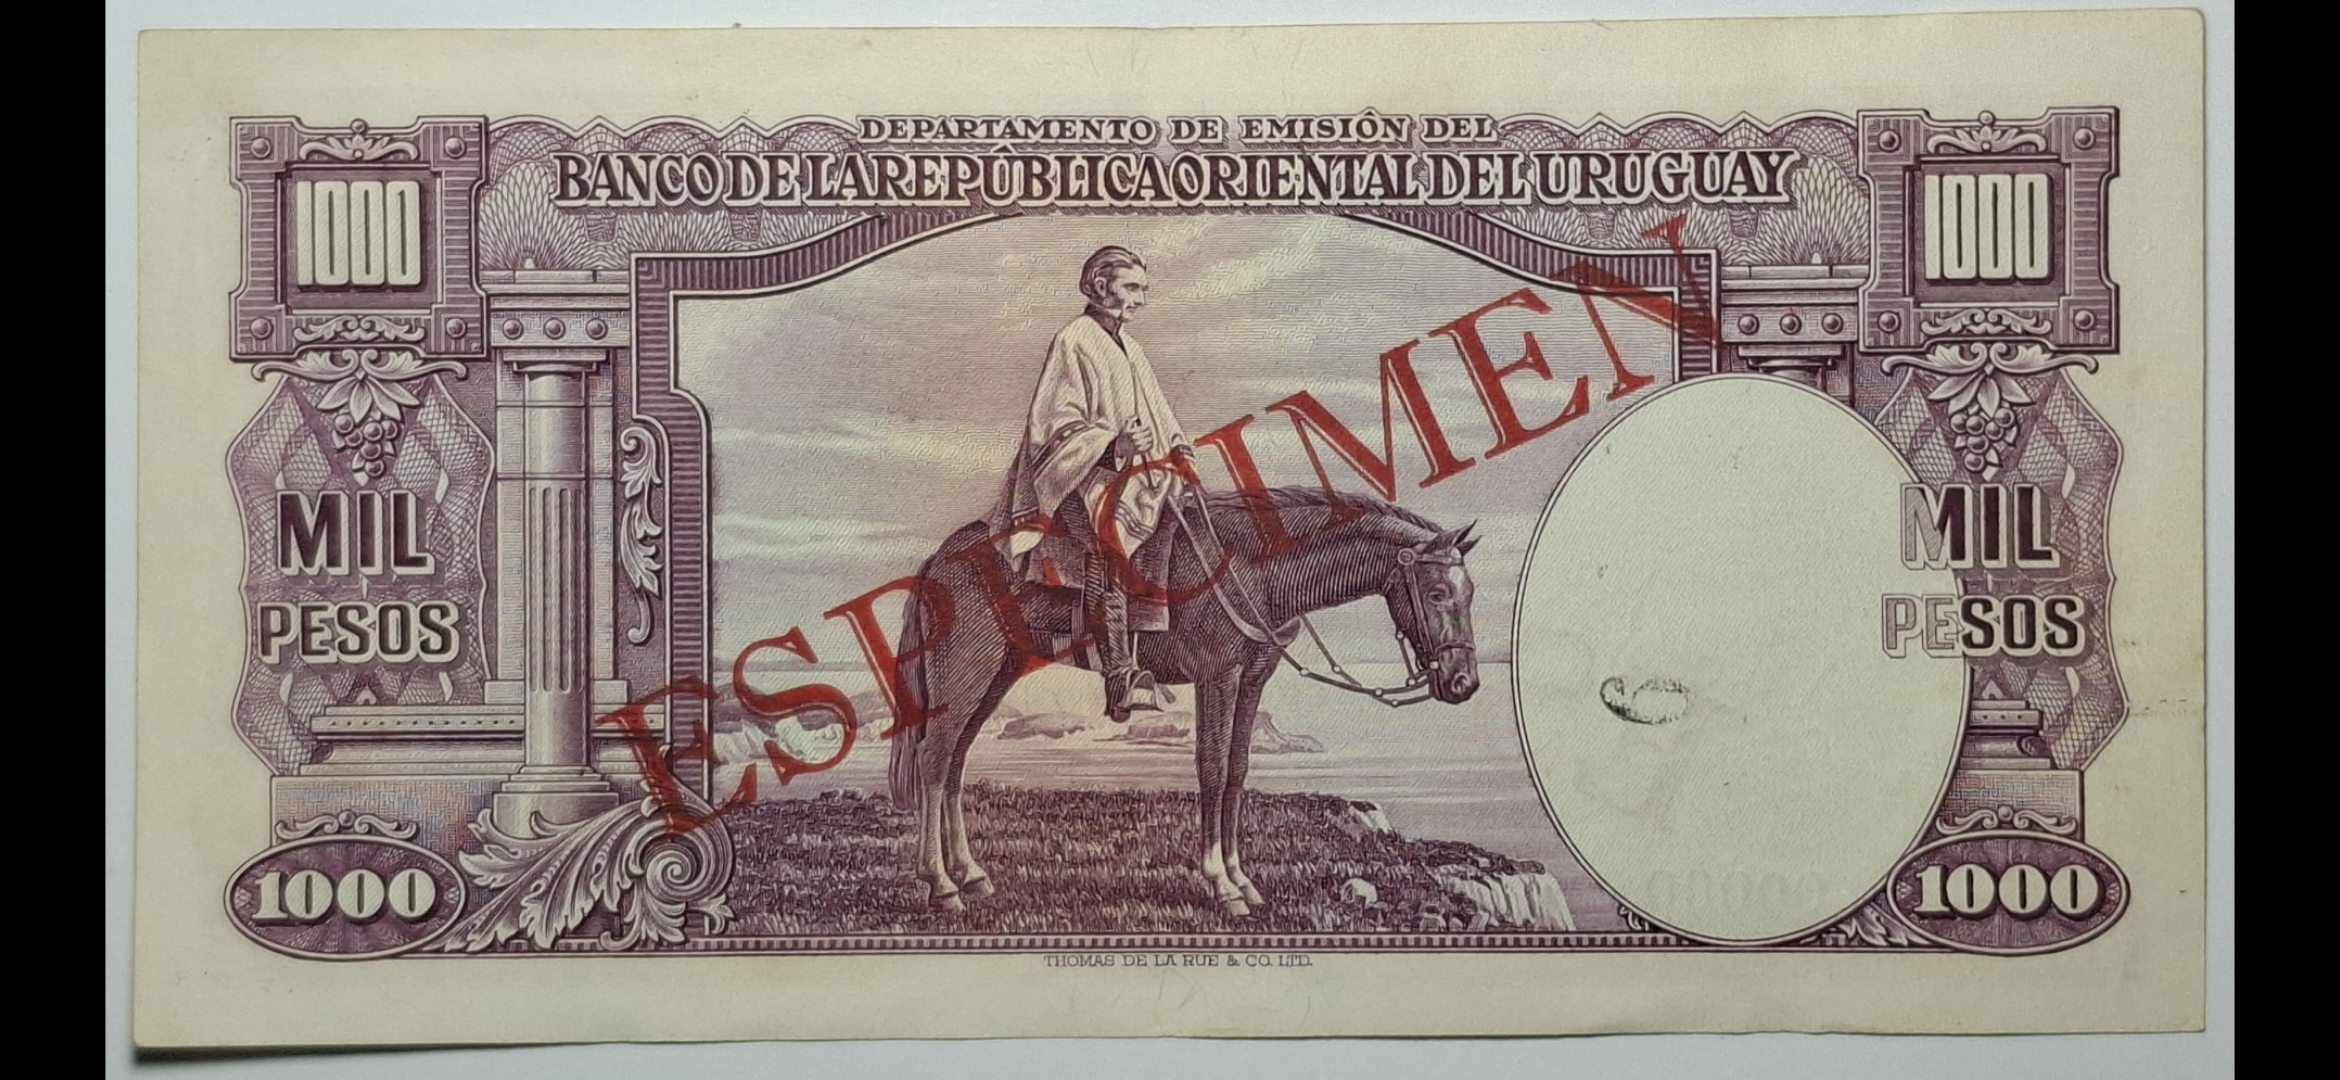 DEPARTAMENTO DE EMISIÓN DEL
BANCO DE LA REPÚBLICA ORIENTAL DEL URUGUAY
1000
1000
ESPECIMEN
MIL
PESOS
MIL
PESOS
1000
1000
THOMAS DE LA RUE & CO. LTD.